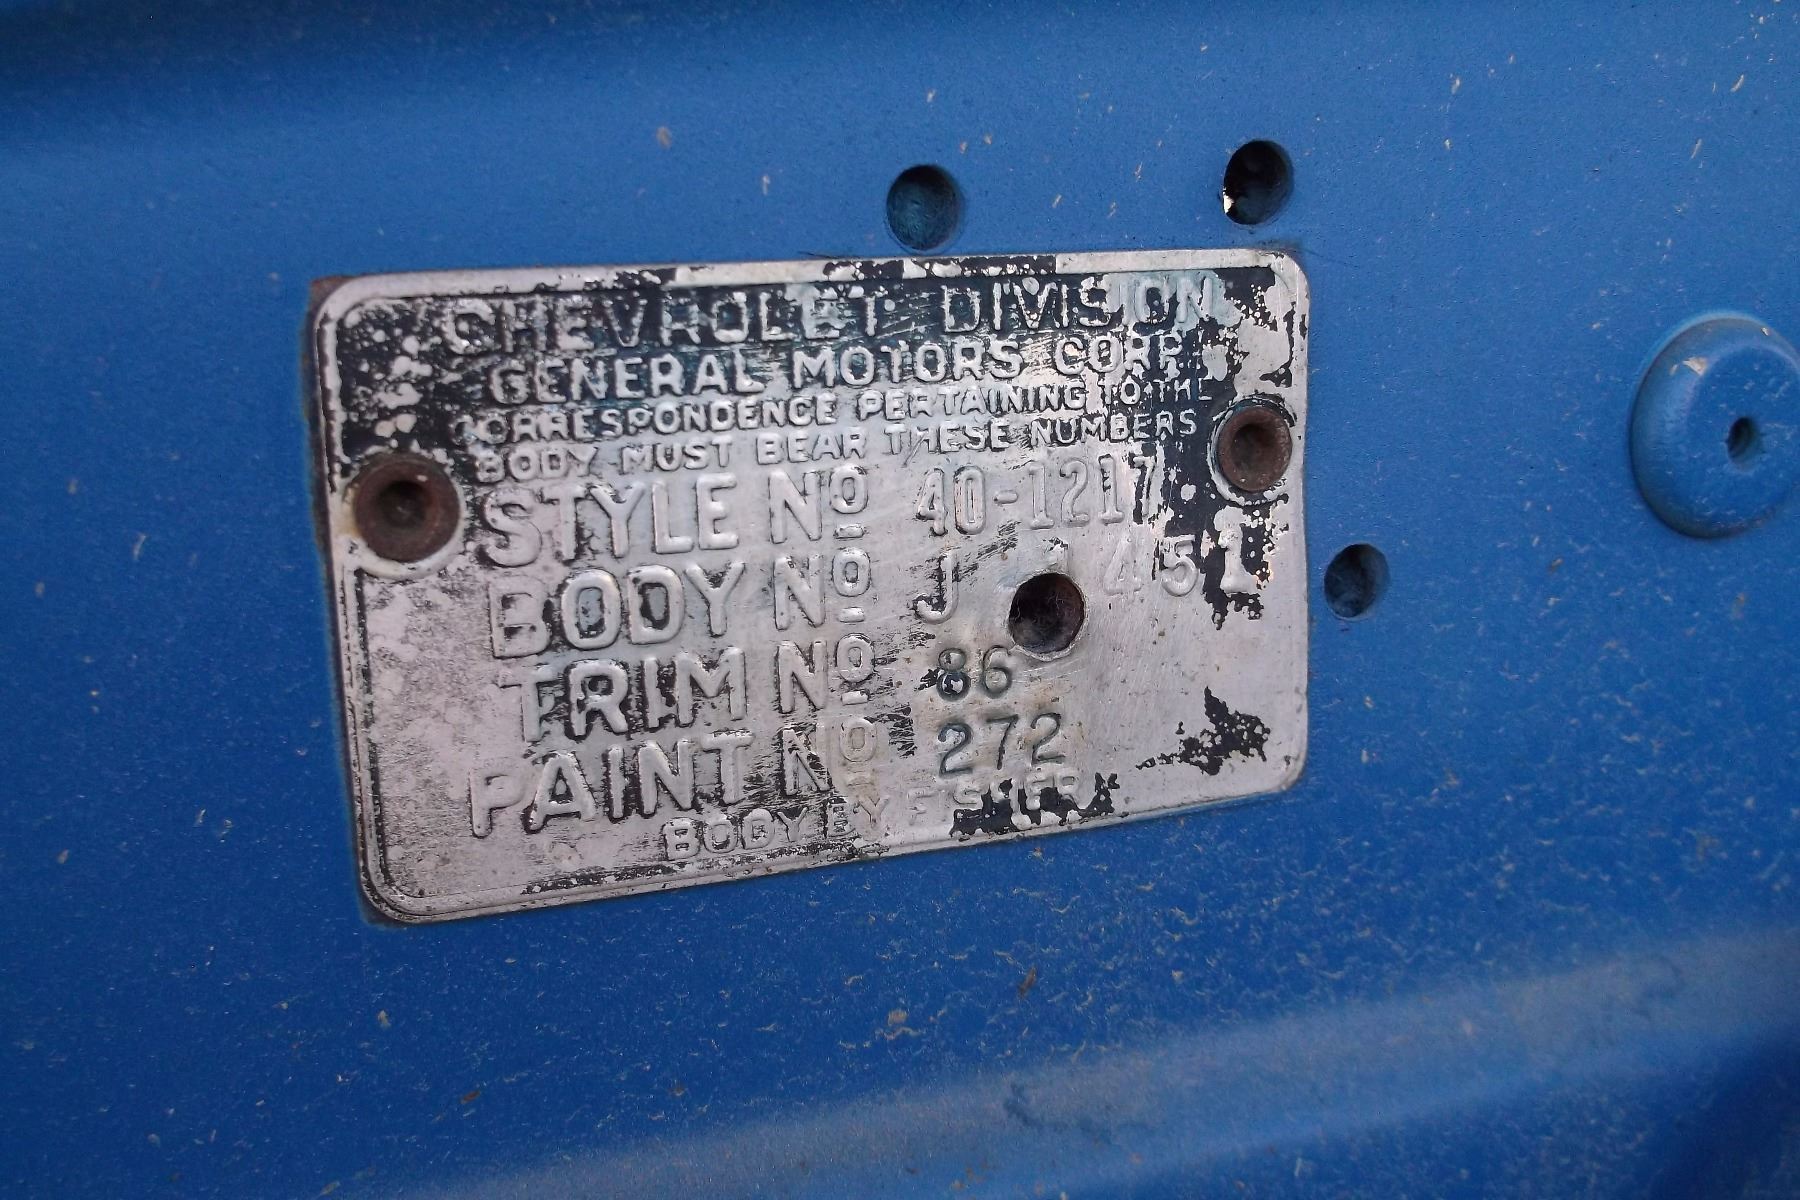 CHEVROLET DIVISION
GENERAL MOTORS CORP.
CORRESPONDENCE PERTAINING TO THE
BODY MUST BEAR THESE NUMBERS
STYLE Nº 40-1217
BODY Nº J 1451
TRIM Nº 86
PAINT Nº 272
BODY BY FISHER